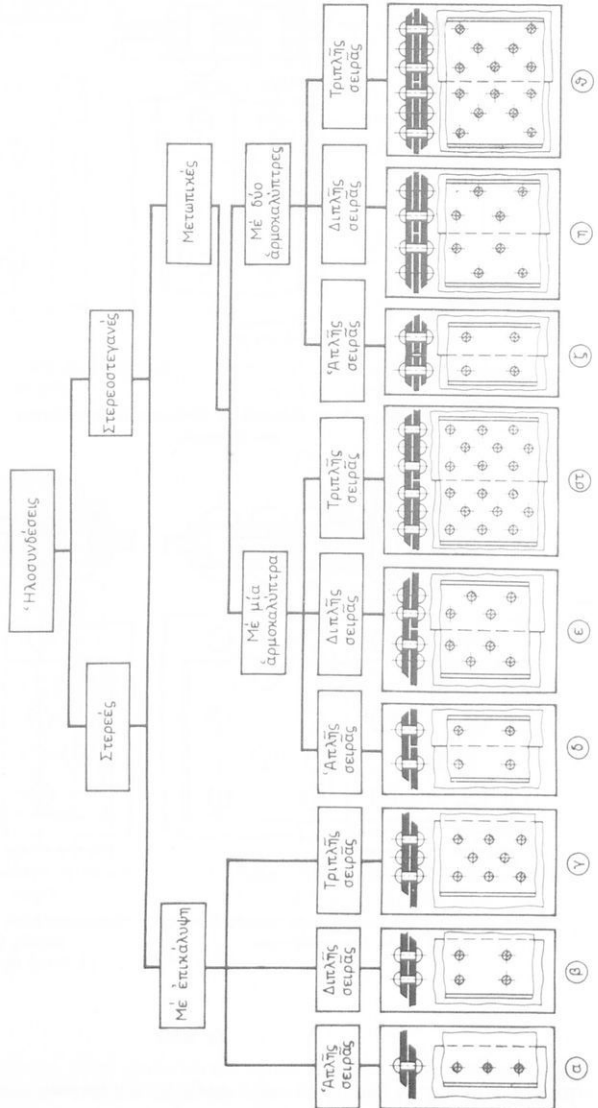 Ἡλοσυνδέσεις
Στερεές
Στερεοστεγανές
Μέ ἐπικάλυψη
Μετωπικές
Μέ μία
ἁρμοκαλύπτρα
Μέ δύο
ἁρμοκαλύπτρες
Ἁπλῆς
σειρᾶς
Διπλῆς
σειρᾶς
Τριπλῆς
σειρᾶς
Ἁπλῆς
σειρᾶς
Διπλῆς
σειρᾶς
Τριπλῆς
σειρᾶς
Ἁπλῆς
σειρᾶς
Διπλῆς
σειρᾶς
Τριπλῆς
σειρᾶς
α
β
γ
δ
ε
στ
ζ
η
θ